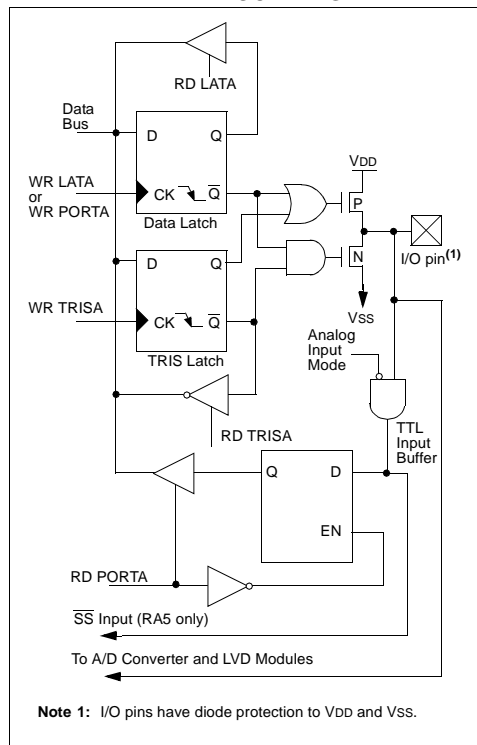 RD LATA
Data
Bus
D Q
WR LATA
or
WR PORTA
CK Q̅
Data Latch
VDD
P
I/O pin(1)
N
D Q
WR TRISA
CK Q̅
TRIS Latch
VSS
Analog
Input
Mode
TTL
Input
Buffer
RD TRISA
Q D
EN
RD PORTA
S̅S̅ Input (RA5 only)
To A/D Converter and LVD Modules
Note 1: I/O pins have diode protection to VDD and VSS.